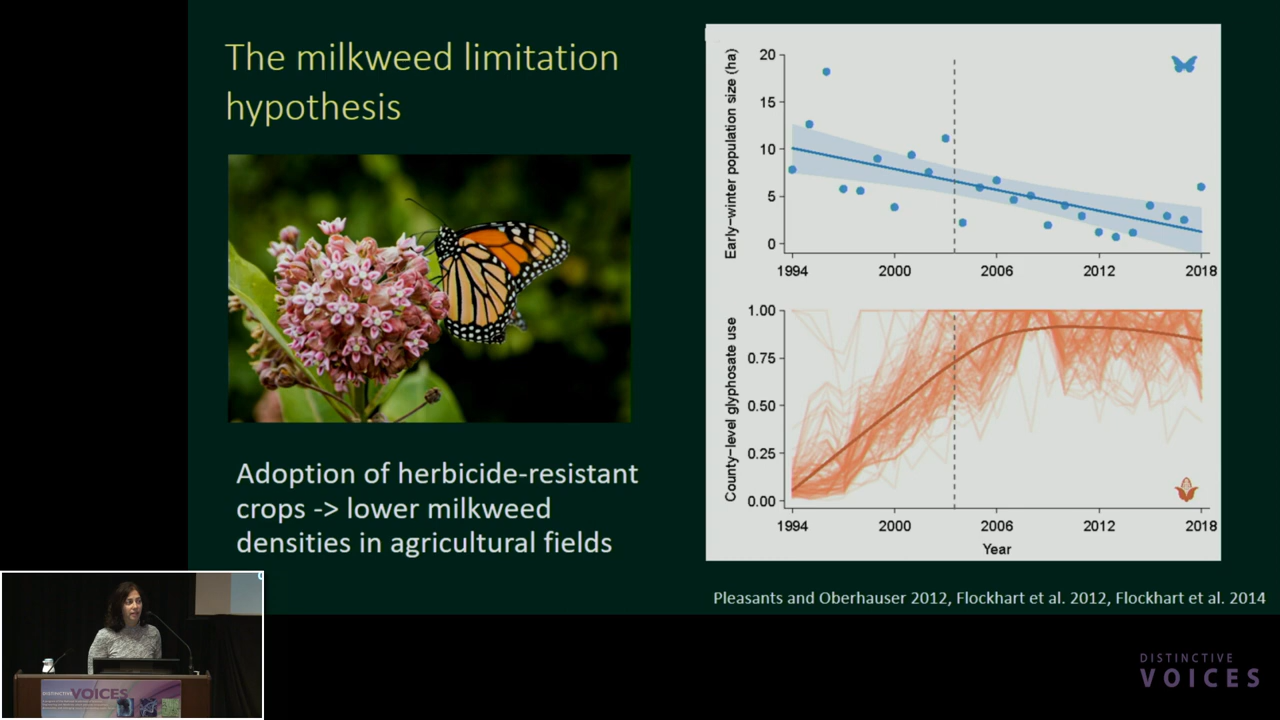 The milkweed limitation
hypothesis
Adoption of herbicide-resistant
crops -> lower milkweed
densities in agricultural fields
Early-winter population size (ha)
20
15
10
5
0
1994 2000 2006 2012 2018
County-level glyphosate use
1.00
0.75
0.50
0.25
0.00
1994 2000 2006 2012 2018
Year
Pleasants and Oberhauser 2012, Flockhart et al. 2012, Flockhart et al. 2014
DISTINCTIVE VOICES
DISTINCTIVE
VOICES